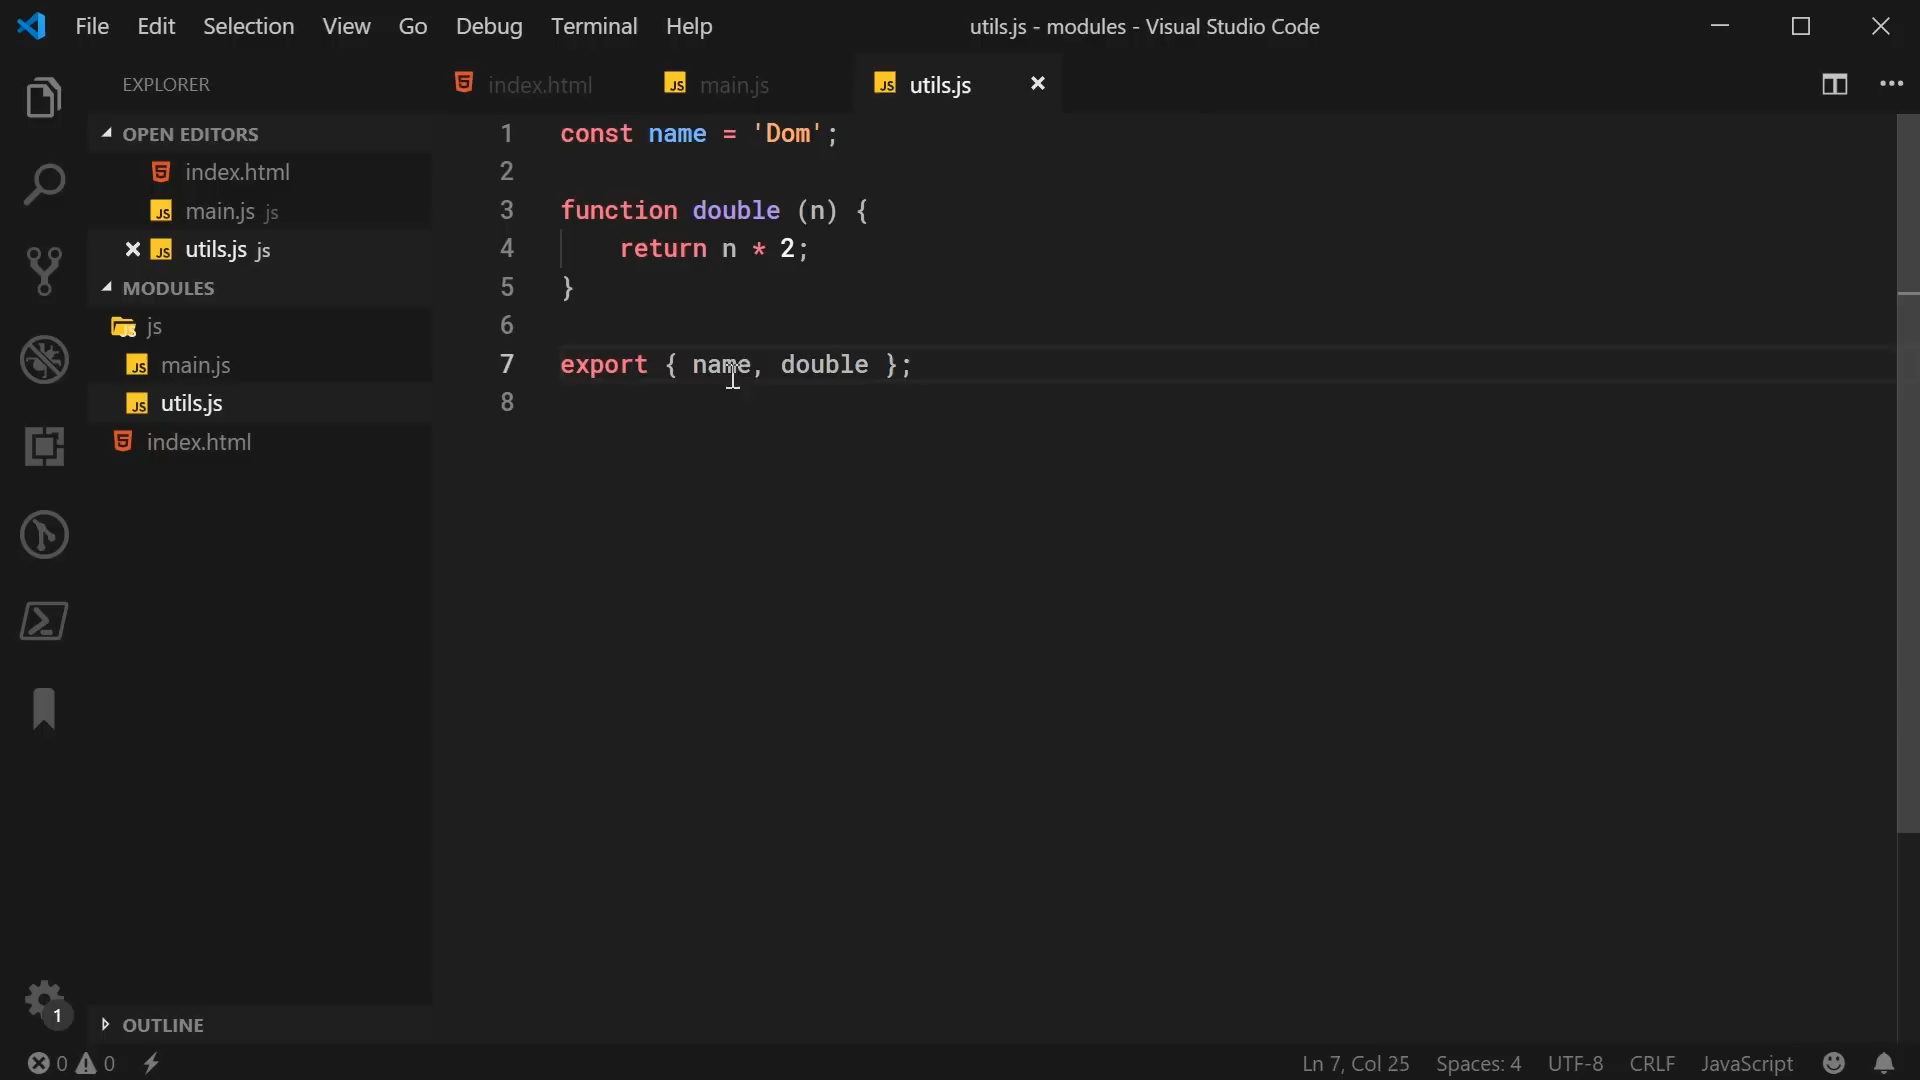 File Edit Selection View Go Debug Terminal Help
utils.js - modules - Visual Studio Code
EXPLORER
index.html
main.js
utils.js
OPEN EDITORS
index.html
main.js js
utils.js js
MODULES
js
main.js
utils.js
index.html
1 const name = 'Dom';
2
3 function double (n) {
4 return n * 2;
5 }
6
7 export { name, double };
8
1
OUTLINE
0 0
Ln 7, Col 25 Spaces: 4 UTF-8 CRLF JavaScript